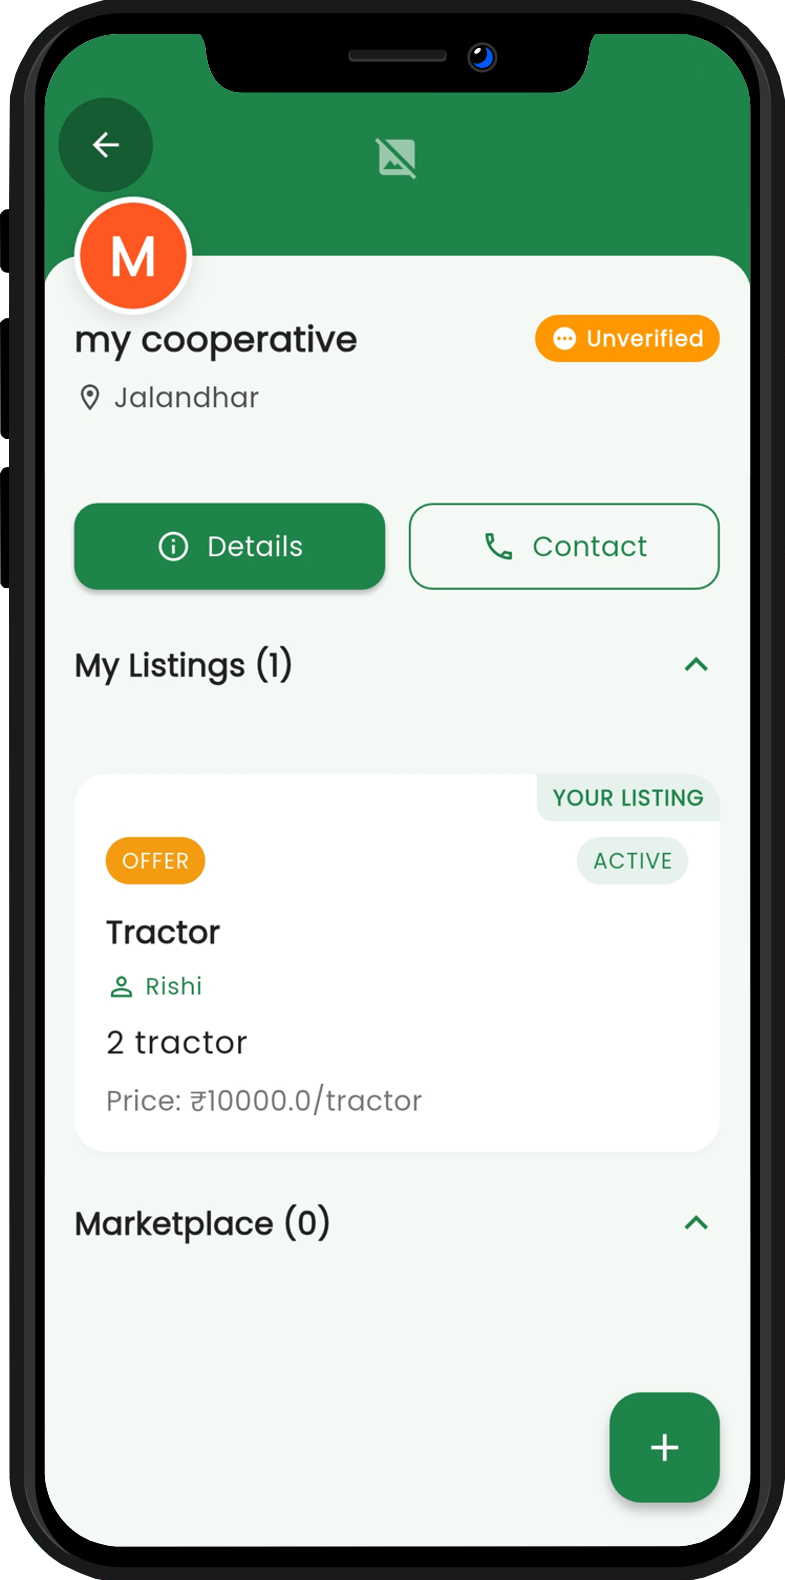 M
my cooperative
Unverified
Jalandhar
Details
Contact
My Listings (1)
YOUR LISTING
OFFER
ACTIVE
Tractor
Rishi
2 tractor
Price: ₹10000.0/tractor
Marketplace (0)
+